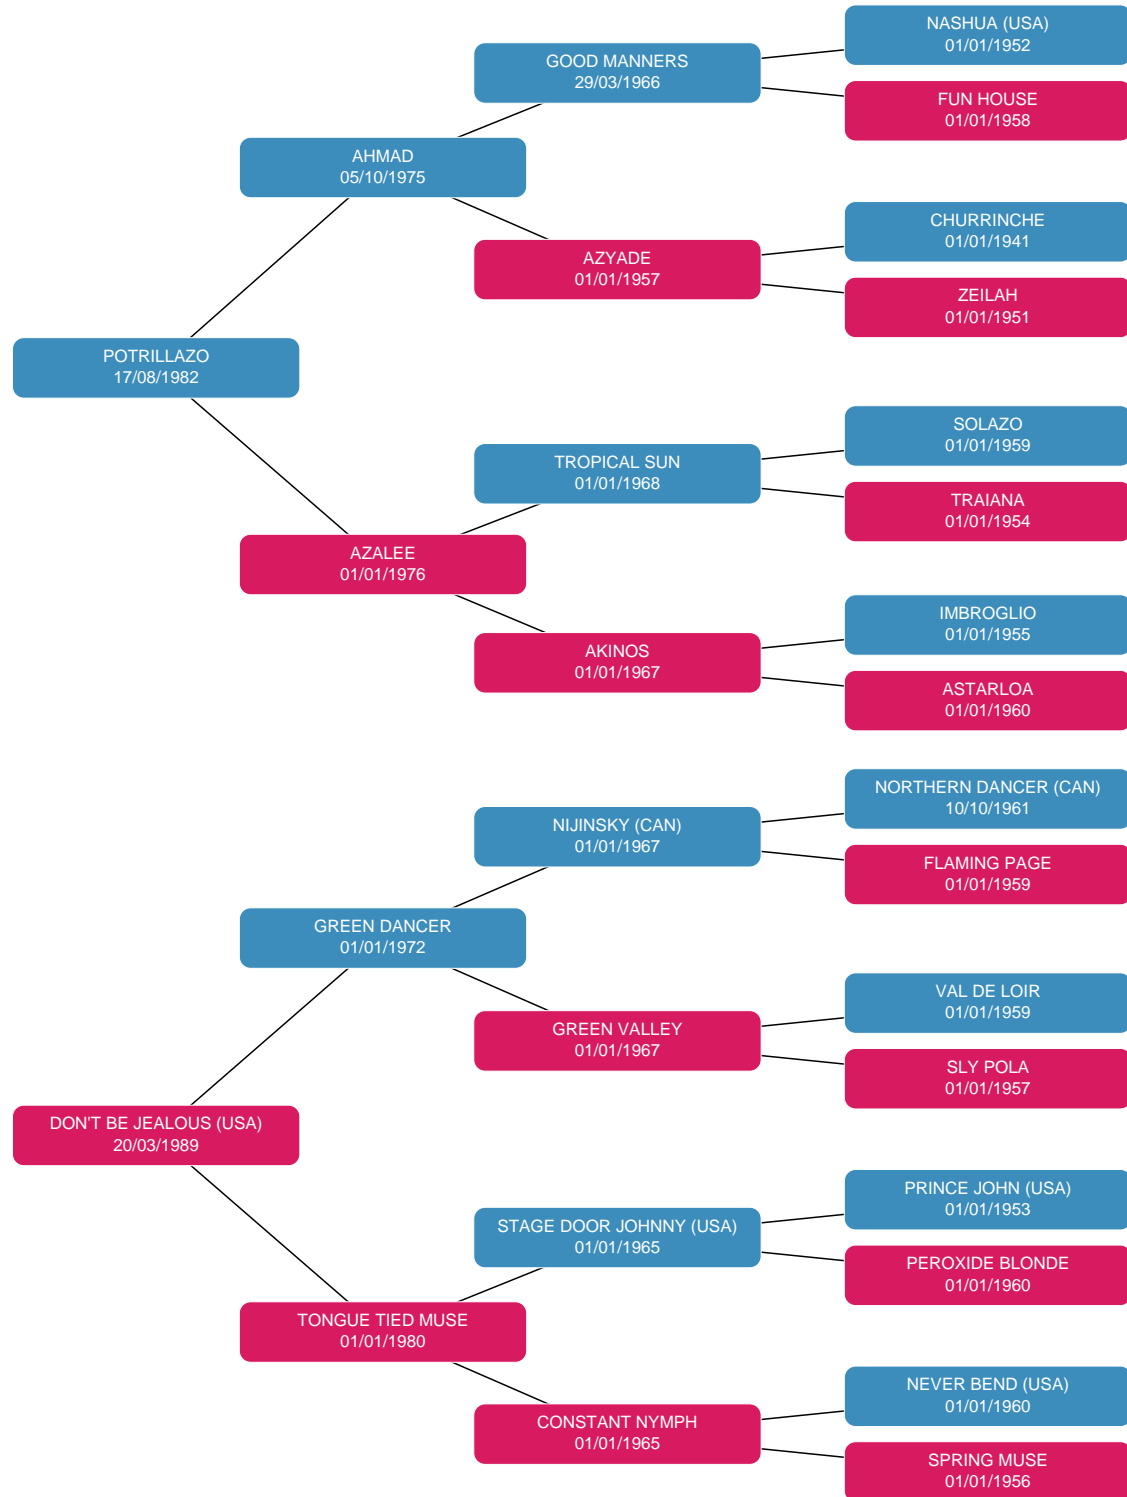 NASHUA (USA)
01/01/1952
GOOD MANNERS
29/03/1966
FUN HOUSE
01/01/1958
AHMAD
05/10/1975
CHURRINCHE
01/01/1941
AZYADE
01/01/1957
ZEILAH
01/01/1951
POTRILLAZO
17/08/1982
SOLAZO
01/01/1959
TROPICAL SUN
01/01/1968
TRAIANA
01/01/1954
AZALEE
01/01/1976
IMBROGLIO
01/01/1955
AKINOS
01/01/1967
ASTARLOA
01/01/1960
NORTHERN DANCER (CAN)
10/10/1961
NIJINSKY (CAN)
01/01/1967
FLAMING PAGE
01/01/1959
GREEN DANCER
01/01/1972
VAL DE LOIR
01/01/1959
GREEN VALLEY
01/01/1967
SLY POLA
01/01/1957
DON'T BE JEALOUS (USA)
20/03/1989
PRINCE JOHN (USA)
01/01/1953
STAGE DOOR JOHNNY (USA)
01/01/1965
PEROXIDE BLONDE
01/01/1960
TONGUE TIED MUSE
01/01/1980
NEVER BEND (USA)
01/01/1960
CONSTANT NYMPH
01/01/1965
SPRING MUSE
01/01/1956